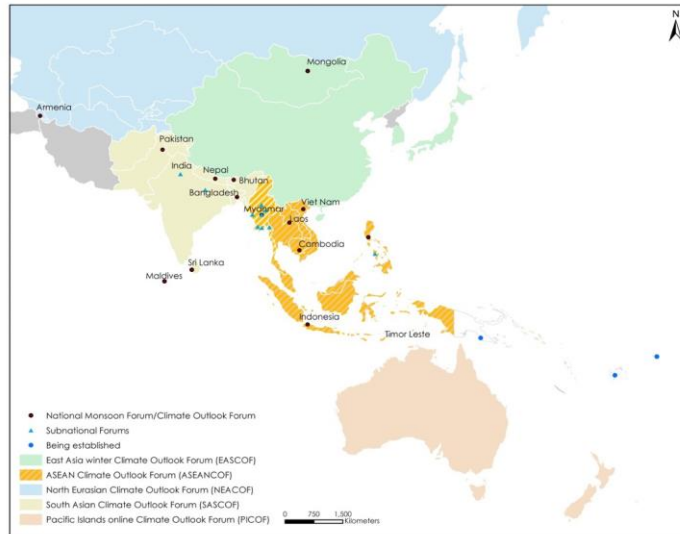 N
Mongolia
Armenia
Pakistan
India
Nepal
Bhutan
Bangladesh
Myanmar
Viet Nam
Laos
Cambodia
Sri Lanka
Maldives
Indonesia
Timor Leste
National Monsoon Forum/Climate Outlook Forum
Subnational Forums
Being established
East Asia winter Climate Outlook Forum (EASCOF)
ASEAN Climate Outlook Forum (ASEANCOF)
North Eurasian Climate Outlook Forum (NEACOF)
South Asian Climate Outlook Forum (SASCOF)
Pacific Islands online Climate Outlook Forum (PICOF)
0 750 1,500
Kilometers